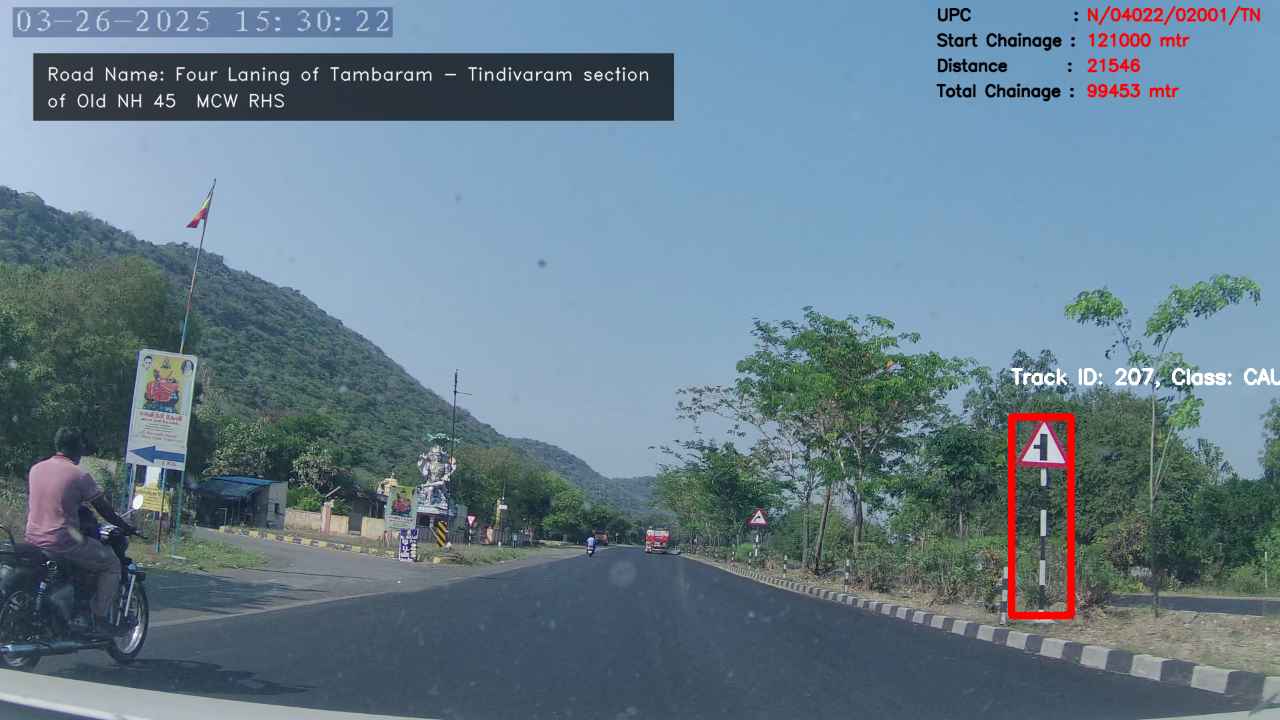 03-26-2025 15:30:22
UPC : N/04022/02001/TN
Start Chainage : 121000 mtr
Distance : 21546
Total Chainage : 99453 mtr
Road Name: Four Laning of Tambaram - Tindivaram section
of Old NH 45 MCW RHS
Track ID: 207, Class: CAU